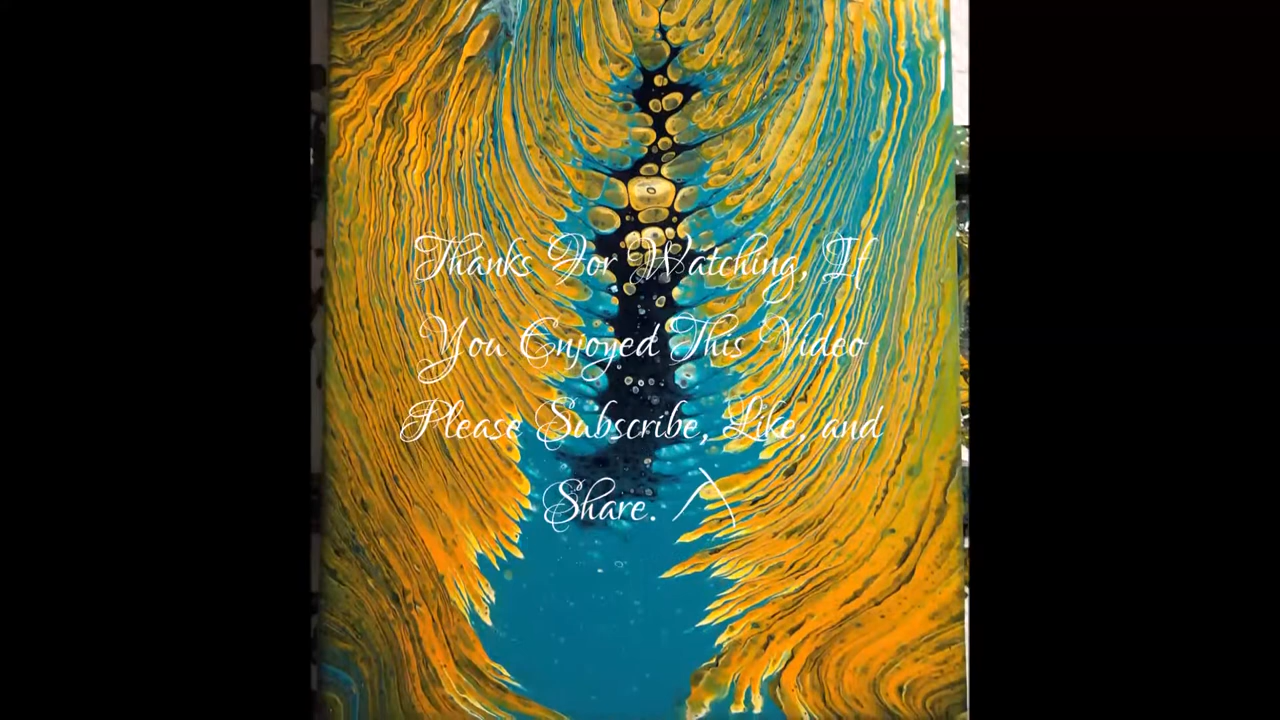 Thanks For Watching, If
You Enjoyed This Video
Please Subscribe, Like, and
Share. ^